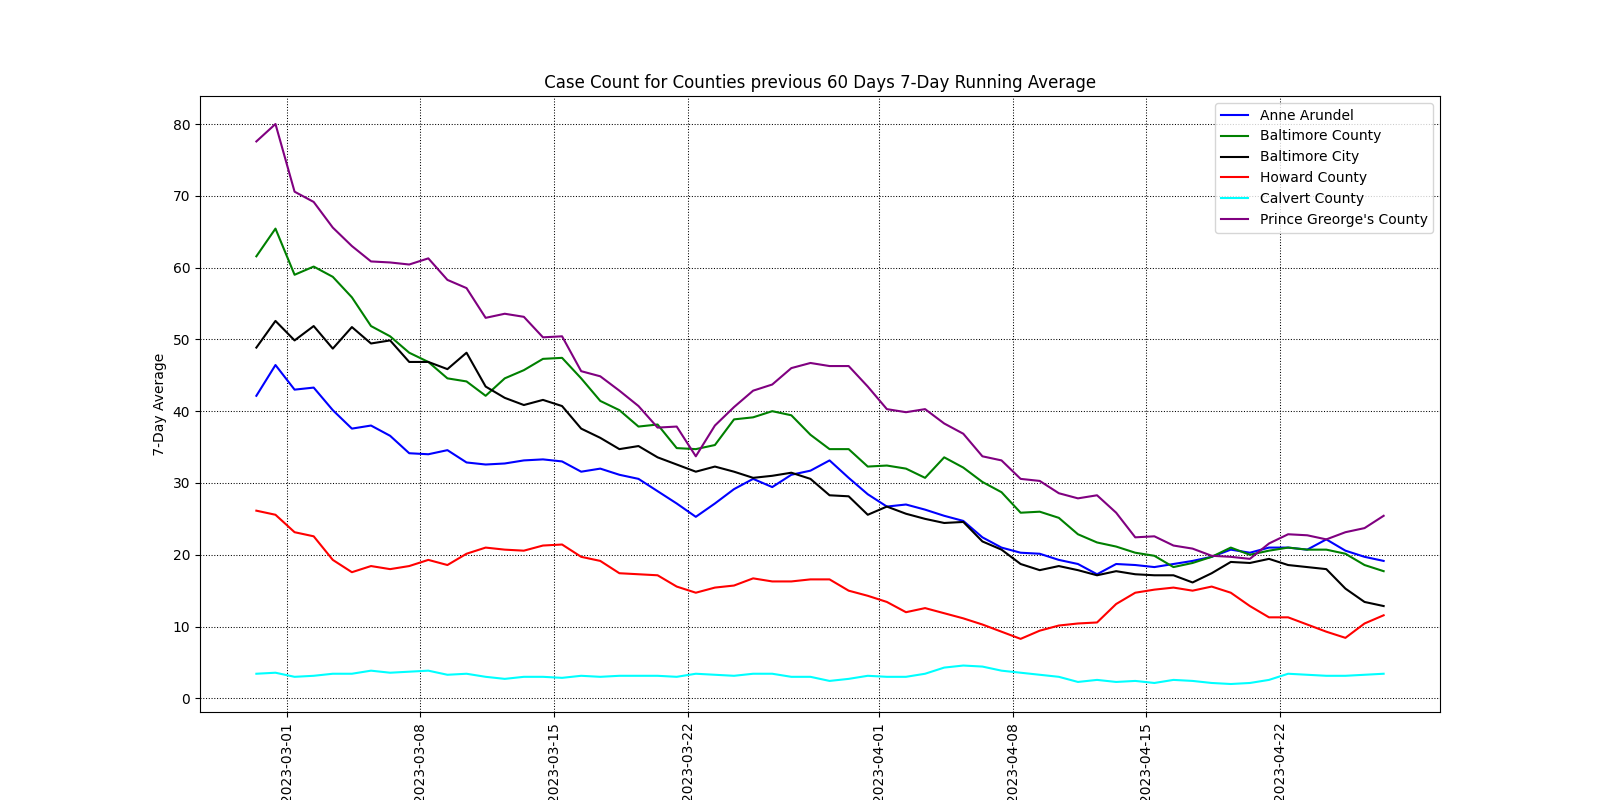 Case Count for Counties previous 60 Days 7-Day Running Average
Anne Arundel
Baltimore County
Baltimore City
Howard County
Calvert County
Prince Greorge's County
7-Day Average
80
70
60
50
40
30
20
10
0
2023-03-01
2023-03-08
2023-03-15
2023-03-22
2023-04-01
2023-04-08
2023-04-15
2023-04-22